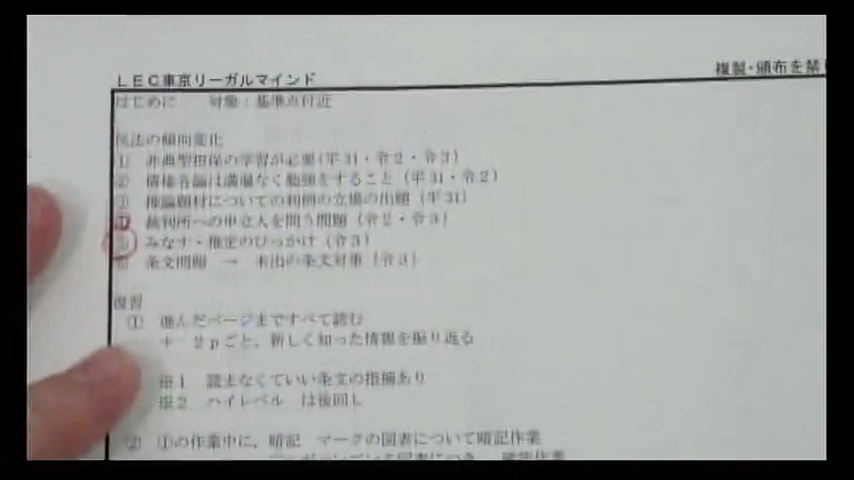 LEC東京リーガルマインド
複製・頒布を禁
はじめに 対象:基準点付近
民法の傾向変化
① 非典型担保の学習が必要(平31・令2・令3)
② 債権各論は満遍なく勉強をすること(平31・令2)
③ 推論題材についての判例の立場の出題(平31)
④ 裁判所への申立人を問う問題(令2・令3)
⑤ みなす・推定のひっかけ(令3)
⑥ 条文問題 → 未出の条文対策(令3)
復習
① 進んだページまですべて読む
+ 2pごと、新しく知った情報を振り返る
※1 読まなくていい条文の指摘あり
※2 ハイレベル は後回し
② ①の作業中に、暗記 マークの図表について暗記作業